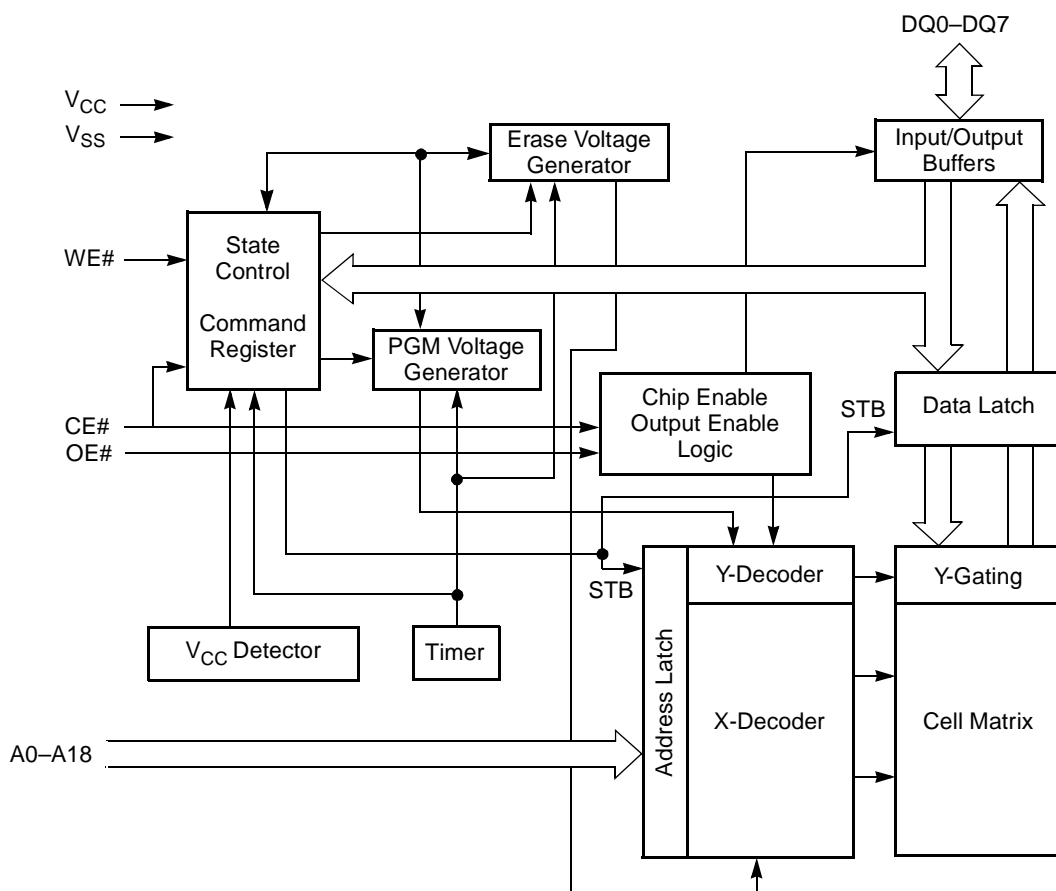 DQ0–DQ7
VCC
VSS
Erase Voltage
Generator
Input/Output
Buffers
WE#
State
Control
Command
Register
PGM Voltage
Generator
Chip Enable
Output Enable
Logic
STB
Data Latch
CE#
OE#
STB
Y-Decoder
Y-Gating
VCC Detector
Timer
Address Latch
X-Decoder
Cell Matrix
A0–A18